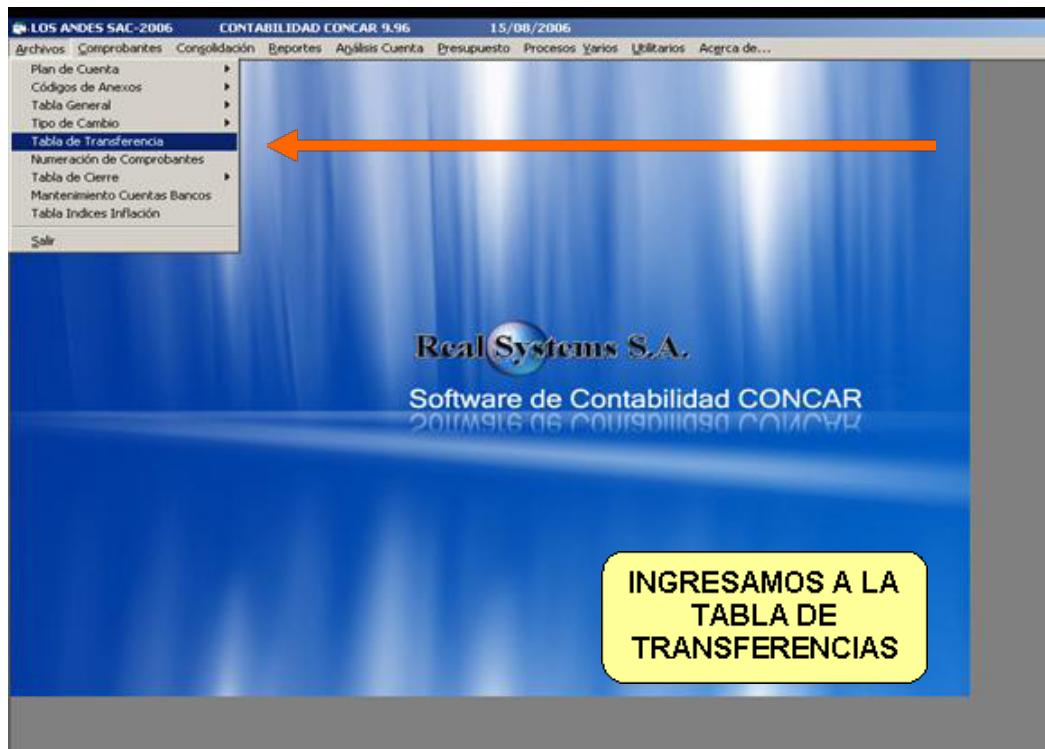 LOS ANDES SAC-2006 CONTABILIDAD CONCAR 9.96 15/08/2006
Archivos Comprobantes Consolidación Reportes Análisis Cuenta Presupuesto Procesos Varios Utilitarios Acerca de...
Plan de Cuenta
Códigos de Anexos
Tabla General
Tipo de Cambio
Tabla de Transferencia
Numeración de Comprobantes
Tabla de Cierre
Mantenimiento Cuentas Bancos
Tabla Indices Inflación
Salir
Real Systems S.A.
Software de Contabilidad CONCAR
INGRESAMOS A LA
TABLA DE
TRANSFERENCIAS